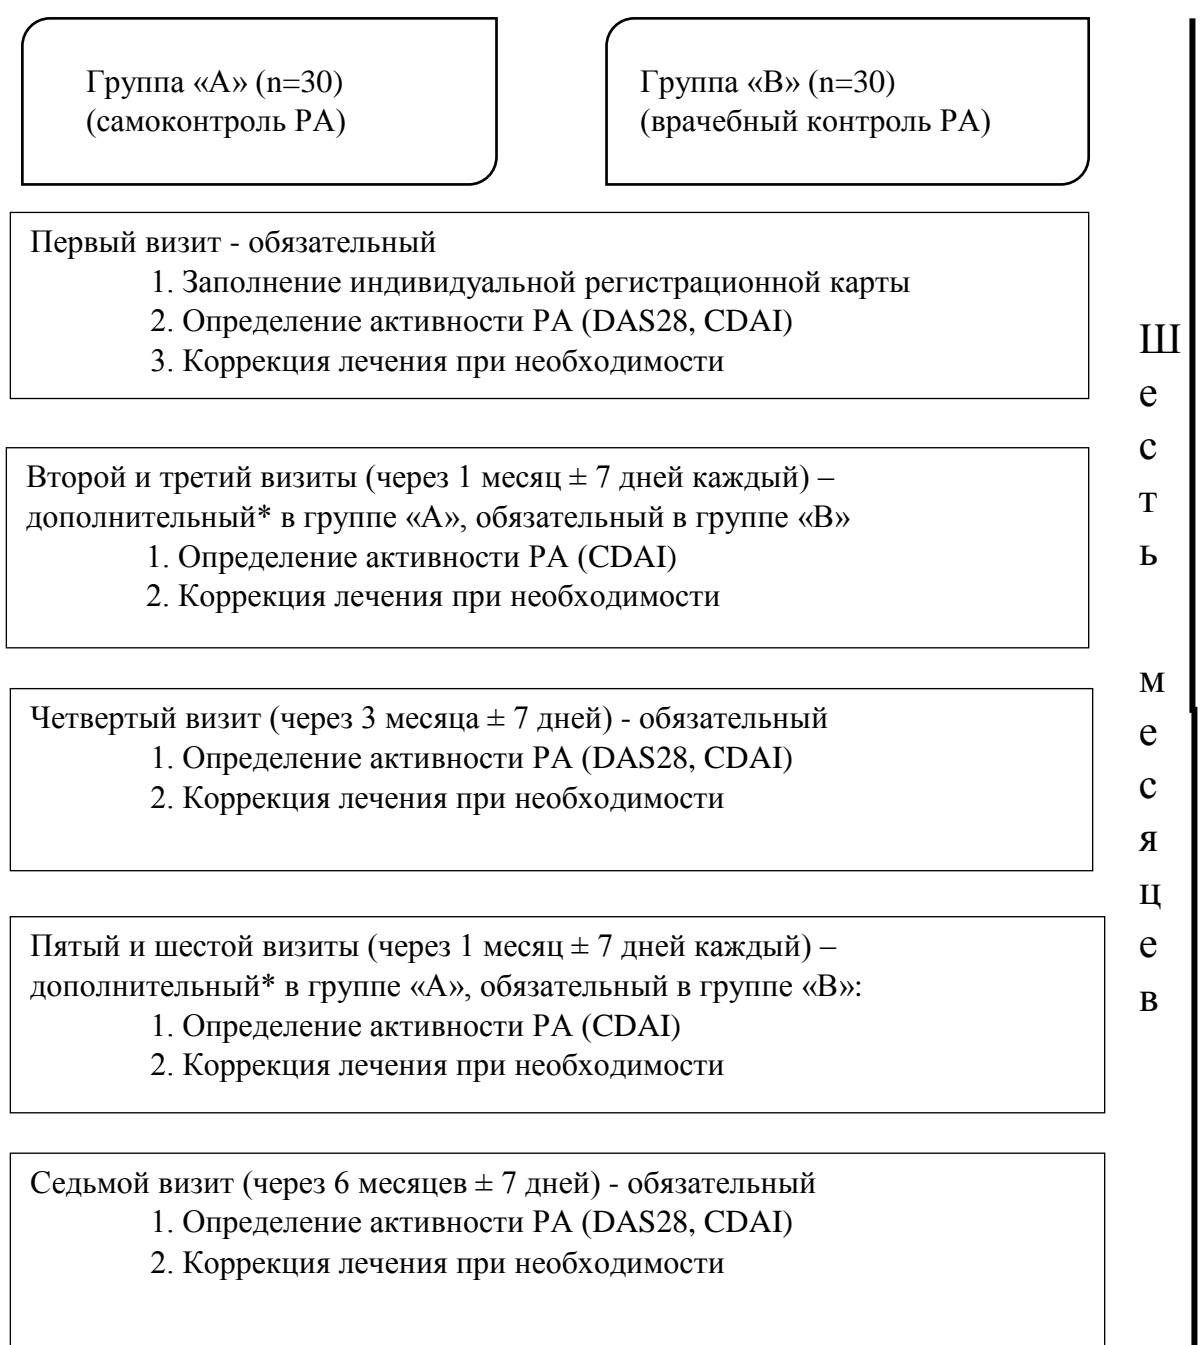 Группа «А» (n=30)
(самоконтроль РА)
Группа «В» (n=30)
(врачебный контроль РА)
Первый визит - обязательный
1. Заполнение индивидуальной регистрационной карты
2. Определение активности РА (DAS28, CDAI)
3. Коррекция лечения при необходимости
Второй и третий визиты (через 1 месяц ± 7 дней каждый) –
дополнительный* в группе «А», обязательный в группе «В»
1. Определение активности РА (CDAI)
2. Коррекция лечения при необходимости
Четвертый визит (через 3 месяца ± 7 дней) - обязательный
1. Определение активности РА (DAS28, CDAI)
2. Коррекция лечения при необходимости
Пятый и шестой визиты (через 1 месяц ± 7 дней каждый) –
дополнительный* в группе «А», обязательный в группе «В»:
1. Определение активности РА (CDAI)
2. Коррекция лечения при необходимости
Седьмой визит (через 6 месяцев ± 7 дней) - обязательный
1. Определение активности РА (DAS28, CDAI)
2. Коррекция лечения при необходимости
Шесть месяцев